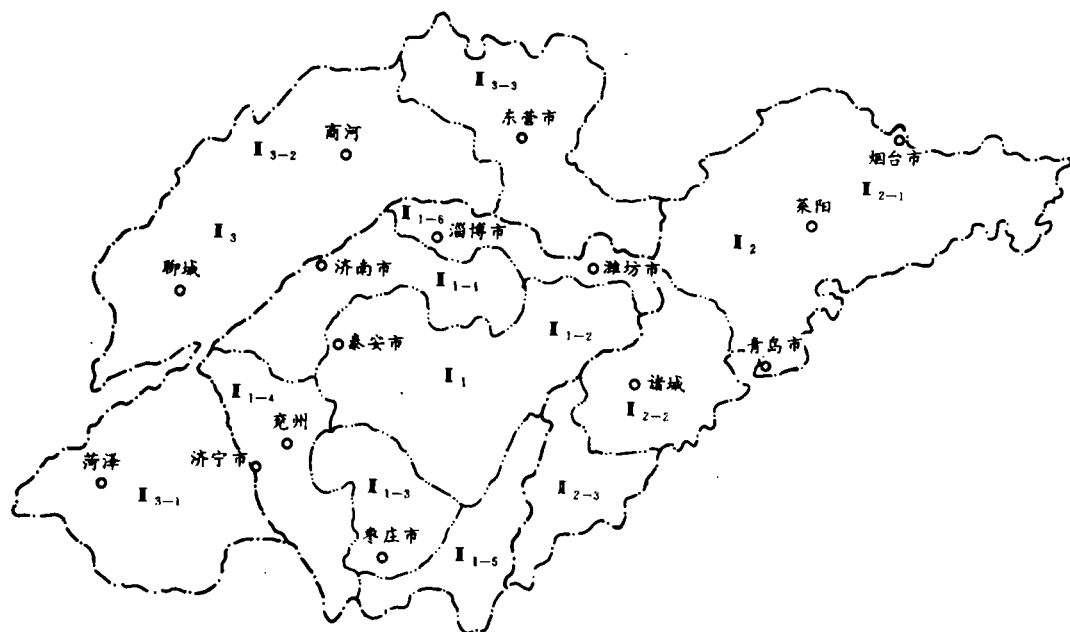 Ⅱ₃₋₃
东营市
商河
Ⅱ₃₋₂
烟台市
Ⅱ₂₋₁
莱阳
Ⅱ₁₋₆
淄博市
Ⅱ₃
Ⅱ₂
聊城
济南市
潍坊市
Ⅱ₁₋₁
Ⅱ₁₋₂
泰安市
青岛市
Ⅱ₁
诸城
Ⅱ₁₋₄
Ⅱ₂₋₂
兖州
菏泽
济宁市
Ⅱ₃₋₁
Ⅱ₁₋₃
Ⅱ₂₋₃
枣庄市
Ⅱ₁₋₅